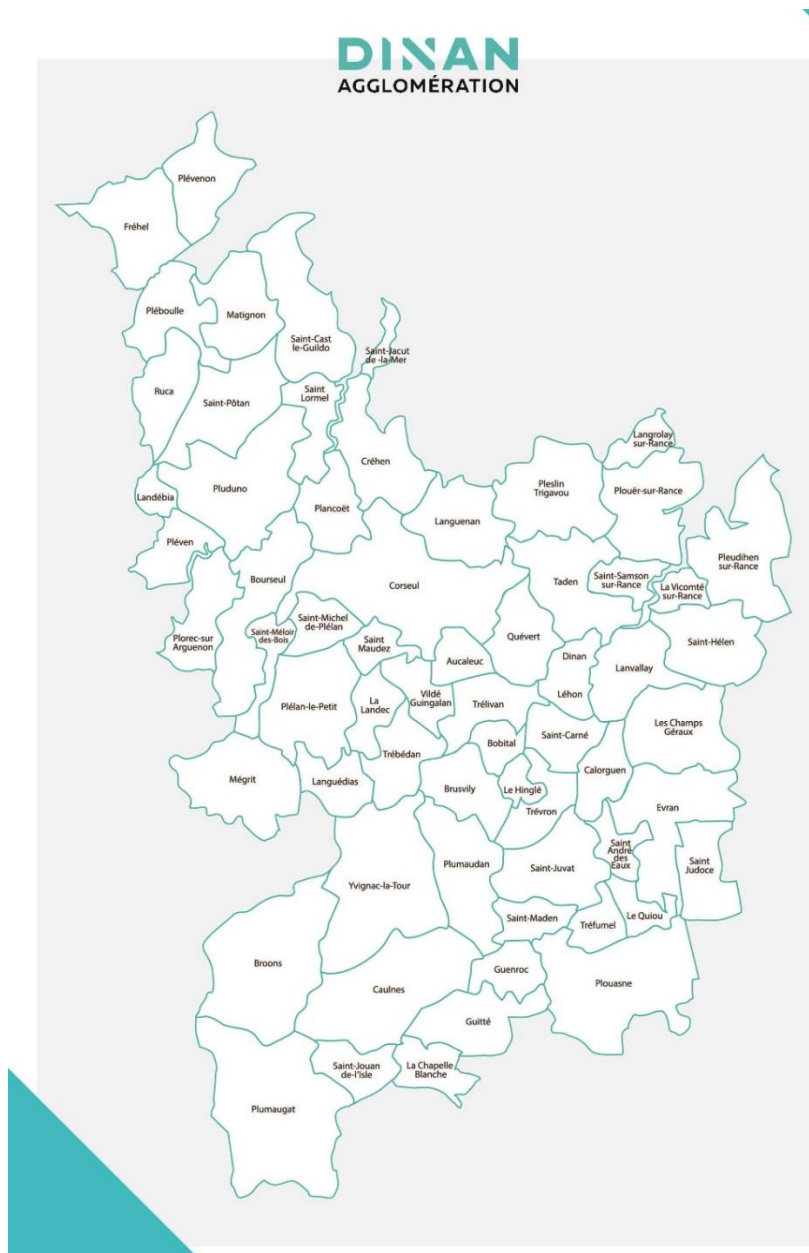 DINAN
AGGLOMÉRATION
Plévenon
Fréhel
Pléboulle
Matignon
Saint-Cast
le-Guildo
Saint-Jacut
de -la-Mer
Ruca
Saint-Pôtan
Saint
Lormel
Créhen
Langrolay
sur-Rance
Landébia
Pluduno
Plancoët
Languenan
Pleslin
Trigavou
Plouër-sur-Rance
Pléven
Bourseul
Corseul
Taden
Saint-Samson
sur-Rance
La Vicomté
sur-Rance
Pleudihen
sur-Rance
Plorec-sur
Arguenon
Saint-Méloir
des-Bois
Saint-Michel
de-Plélan
Saint
Maudez
Aucaleuc
Quévert
Dinan
Léhon
Lanvallay
Saint-Hélen
Plélan-le-Petit
La
Landec
Vildé
Guingalan
Trélivan
Bobital
Saint-Carné
Les Champs
Géraux
Mégrit
Languédias
Trébédan
Brusvily
Le Hinglé
Trévron
Calorguen
Evran
Yvignac-la-Tour
Plumaudan
Saint-Juvat
Saint
André
des
Eaux
Saint
Judoce
Saint-Maden
Tréfumel
Le Quiou
Broons
Caulnes
Guenroc
Plouasne
Guitté
Saint-Jouan
de-l'Isle
La Chapelle
Blanche
Plumaugat